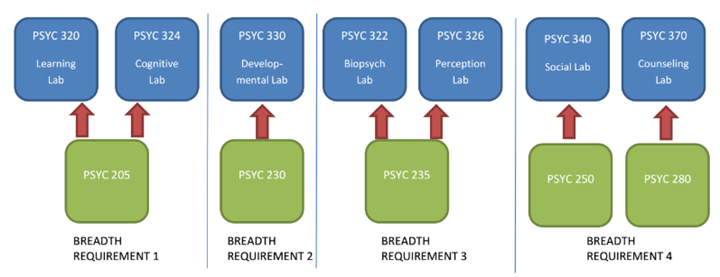 PSYC 320
Learning
Lab
PSYC 324
Cognitive
Lab
PSYC 330
Develop-
mental Lab
PSYC 322
Biopsych
Lab
PSYC 326
Perception
Lab
PSYC 340
Social Lab
PSYC 370
Counseling
Lab
PSYC 205
PSYC 230
PSYC 235
PSYC 250
PSYC 280
BREADTH
REQUIREMENT 1
BREADTH
REQUIREMENT 2
BREADTH
REQUIREMENT 3
BREADTH
REQUIREMENT 4